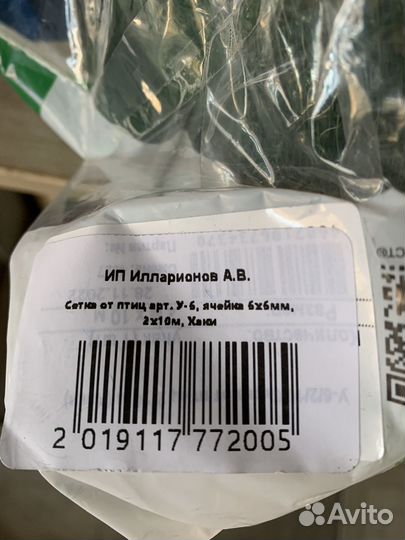 ИП Илларионов А.В.
Сетка от птиц арт. У-6, ячейка 6х6мм,
2х10м, Хаки
2 019117 772005
Avito